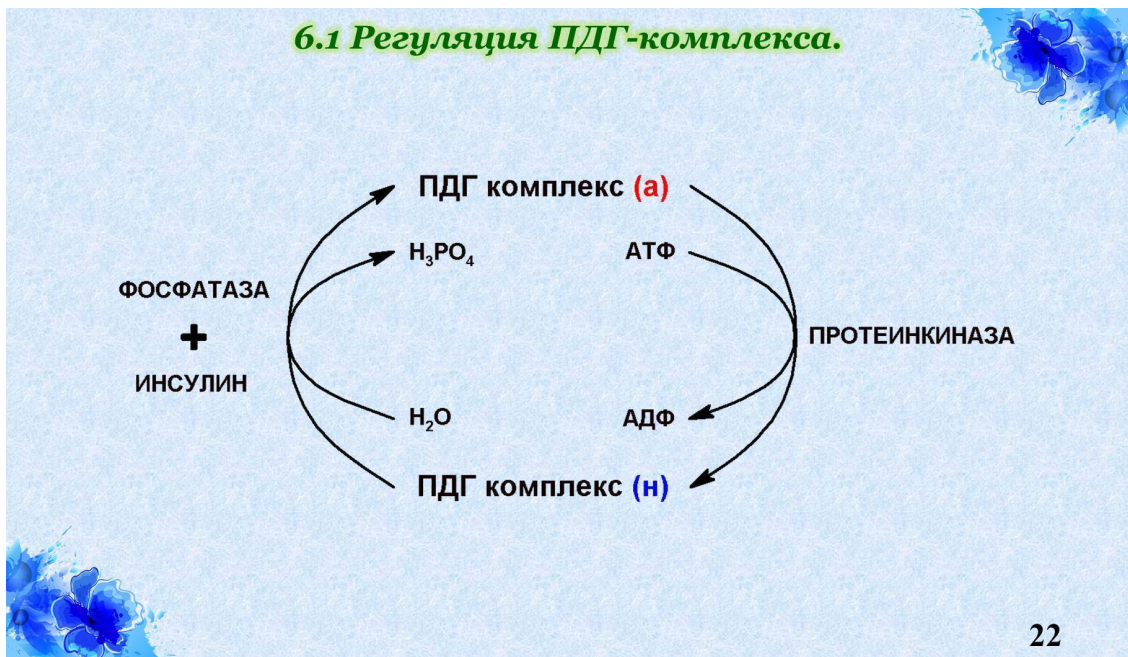 6.1 Регуляция ПДГ-комплекса.
ПДГ комплекс (а)
H₃PO₄
АТФ
ФОСФАТАЗА
+
ИНСУЛИН
ПРОТЕИНКИНАЗА
H₂O
АДФ
ПДГ комплекс (н)
22